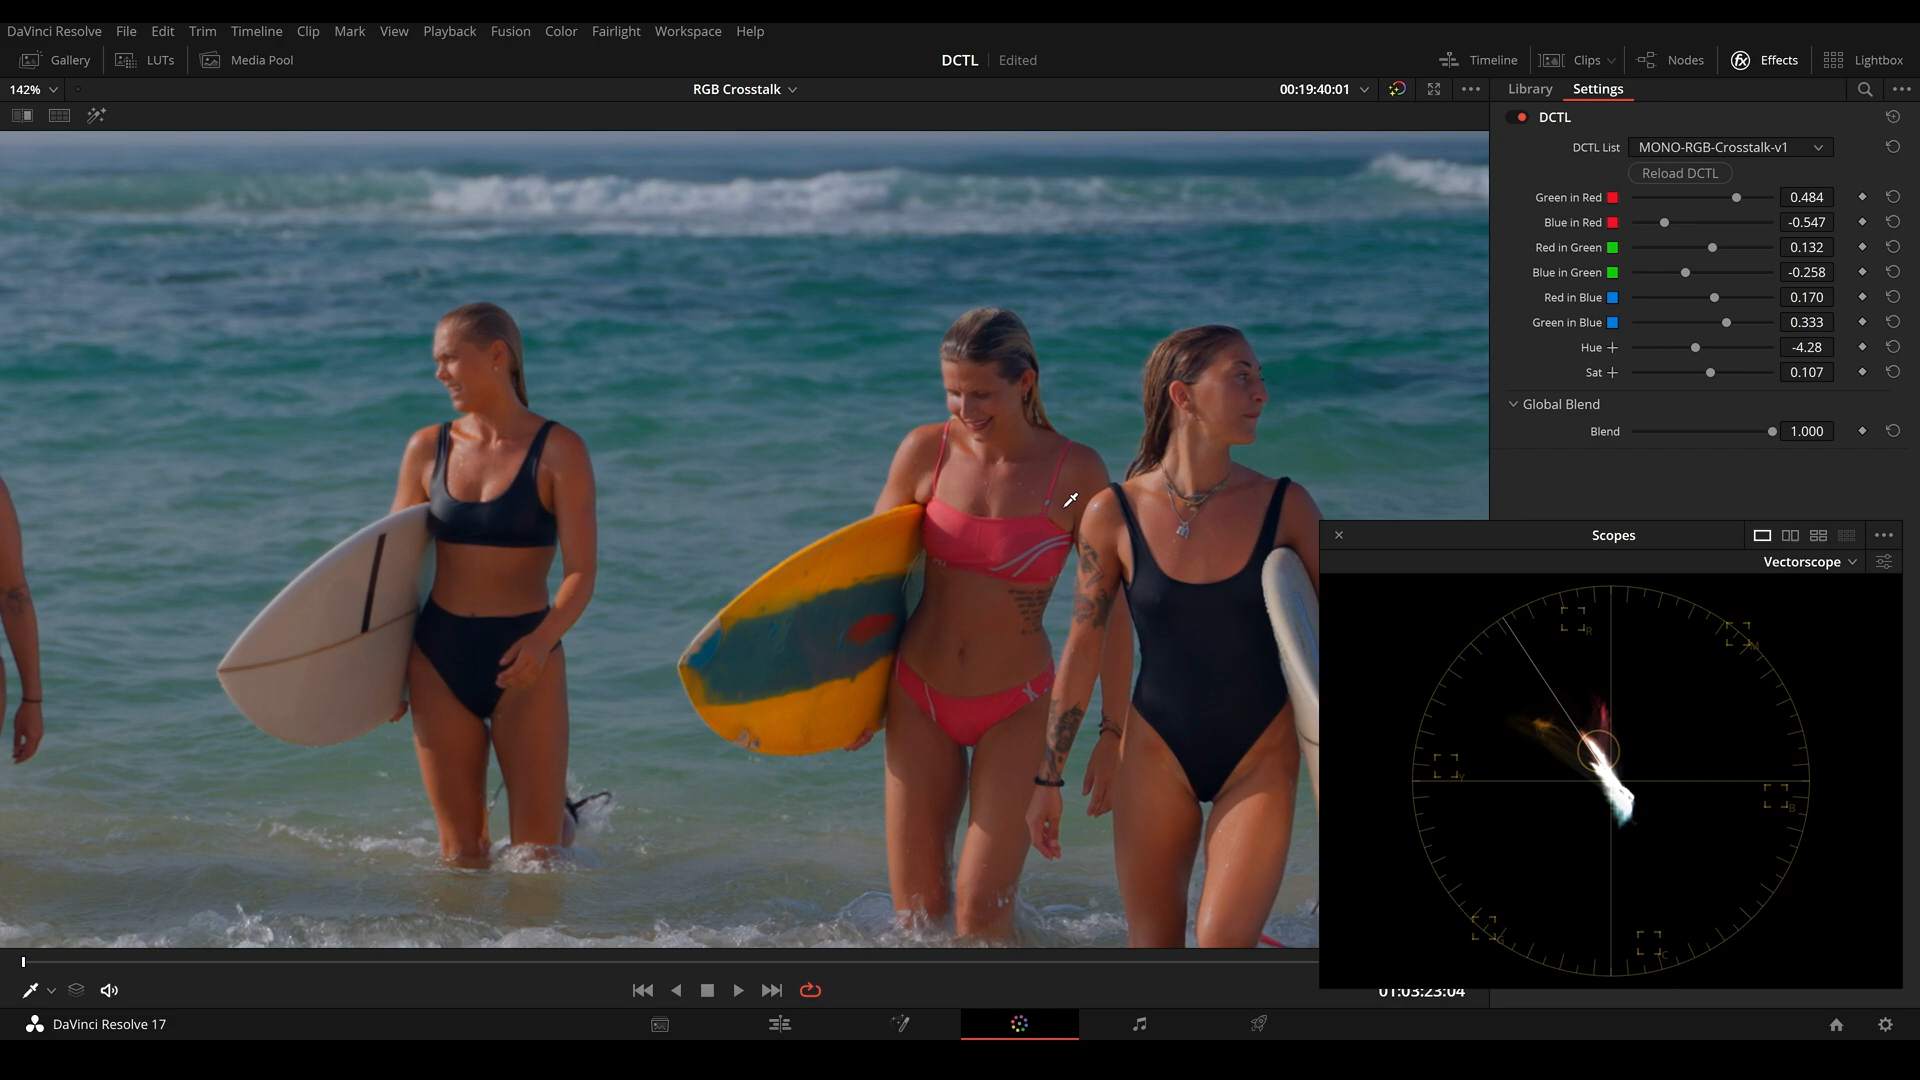 DaVinci Resolve File Edit Trim Timeline Clip Mark View Playback Fusion Color Fairlight Workspace Help
Gallery LUTs Media Pool DCTL Edited Timeline Clips Nodes Effects Lightbox
142% RGB Crosstalk 00:19:40:01 Library Settings
DCTL
DCTL List MONO-RGB-Crosstalk-v1
Reload DCTL
Green in Red 0.484
Blue in Red -0.547
Red in Green 0.132
Blue in Green -0.258
Red in Blue 0.170
Green in Blue 0.333
Hue -4.28
Sat 0.107
Global Blend
Blend 1.000
Scopes
Vectorscope
R
M
Y
B
G
C
01:03:23:04
DaVinci Resolve 17